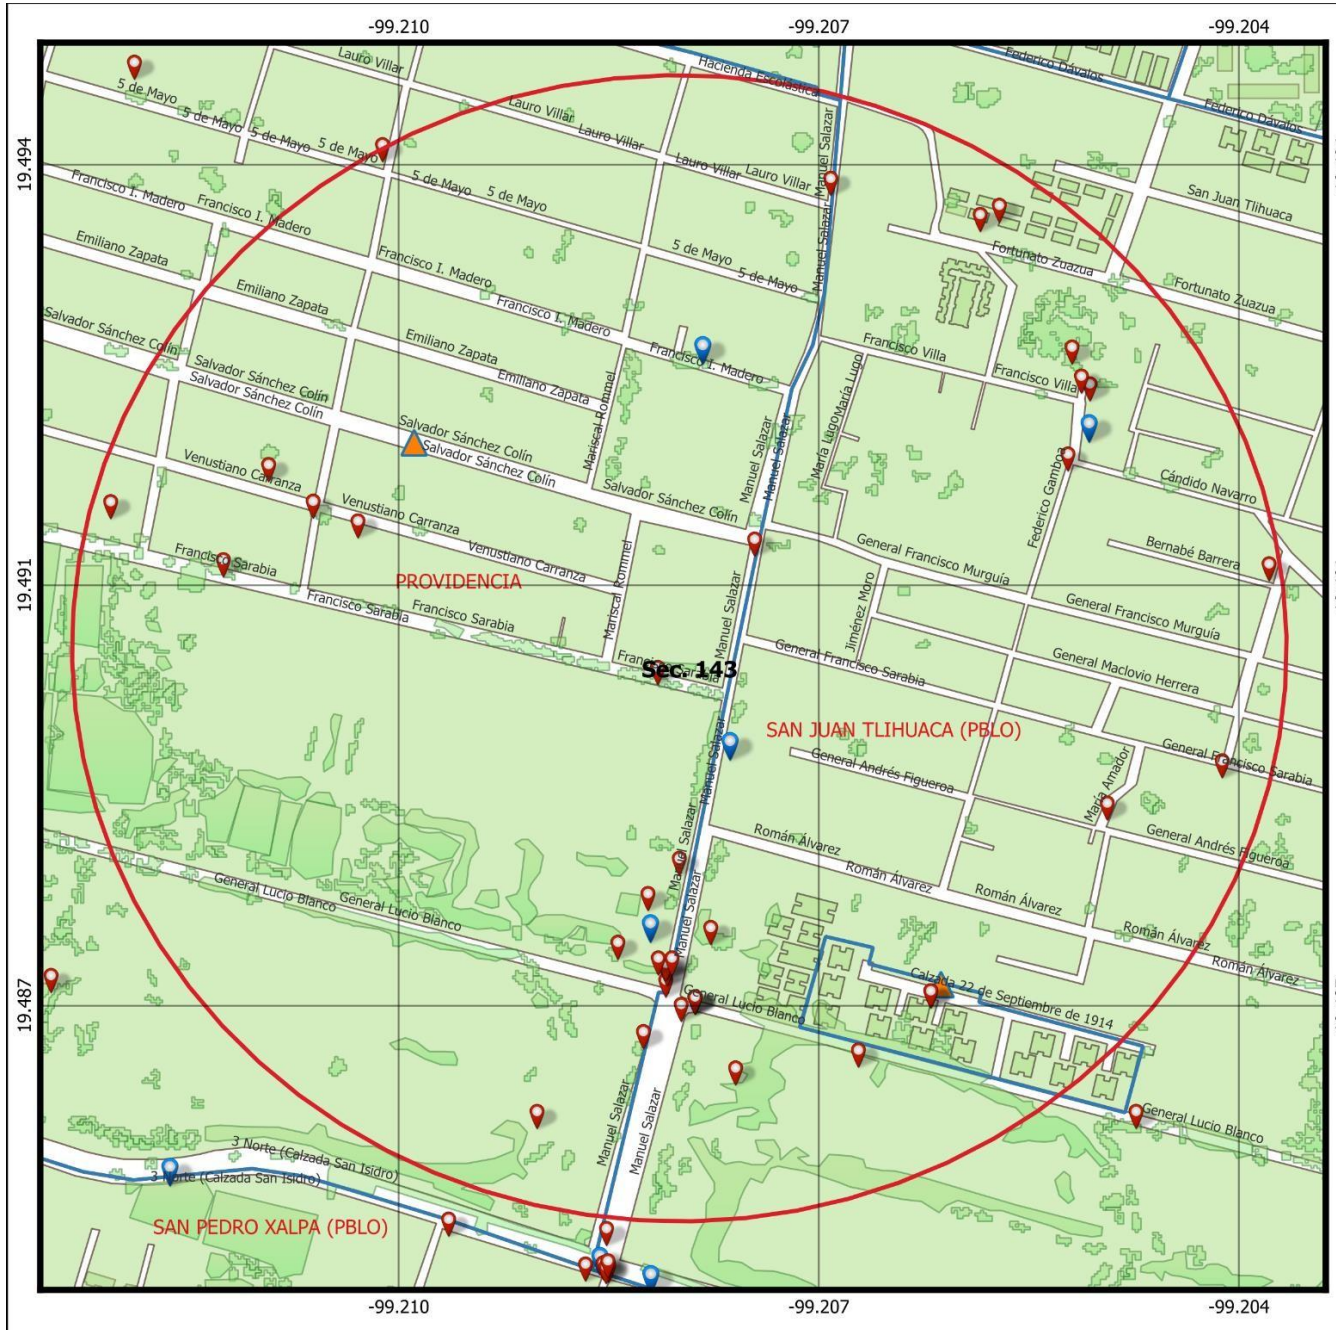 -99.210
-99.207
-99.204
Lauro Villar
Hacienda Escolástica
Federico Dávalos
5 de Mayo
Lauro Villar
Federico Dávalos
5 de Mayo
5 de Mayo
5 de Mayo
Lauro Villar
Manuel Salazar
19.494
Francisco I. Madero
Francisco I. Madero
5 de Mayo
5 de Mayo
Lauro Villar
Lauro Villar
San Juan Tlihuaca
Emiliano Zapata
Francisco I. Madero
5 de Mayo
5 de Mayo
Manuel Salazar
Fortunato Zuazua
Fortunato Zuazua
Salvador Sánchez Colín
Emiliano Zapata
Francisco I. Madero
Francisco I. Madero
Francisco Villa
Salvador Sánchez Colín
Salvador Sánchez Colín
Emiliano Zapata
Emiliano Zapata
Mariscal Rommel
María Lugo
María Lugo
Francisco Villa
Salvador Sánchez Colín
Salvador Sánchez Colín
Manuel Salazar
Manuel Salazar
Federico Gamboa
Cándido Navarro
Venustiano Carranza
Venustiano Carranza
Salvador Sánchez Colín
Venustiano Carranza
General Francisco Murguía
Bernabé Barrera
19.491
Francisco Sarabia
PROVIDENCIA
Francisco Sarabia
Francisco Sarabia
Mariscal Rommel
Manuel Salazar
Jiménez Moro
General Francisco Murguía
Francisco Sarabia
Sec. 143
General Francisco Sarabia
General Maclovio Herrera
SAN JUAN TLIHUACA (PBLO)
Manuel Salazar
General Andrés Figueroa
General Francisco Sarabia
María Amador
Manuel Salazar
Román Álvarez
General Andrés Figueroa
General Lucio Blanco
General Lucio Blanco
Manuel Salazar
Román Álvarez
Román Álvarez
Román Álvarez
Román Álvarez
19.487
General Lucio Blanco
Calzada 22 de Septiembre de 1914
Manuel Salazar
Manuel Salazar
General Lucio Blanco
3 Norte (Calzada San Isidro)
3 Norte (Calzada San Isidro)
SAN PEDRO XALPA (PBLO)
-99.210
-99.207
-99.204